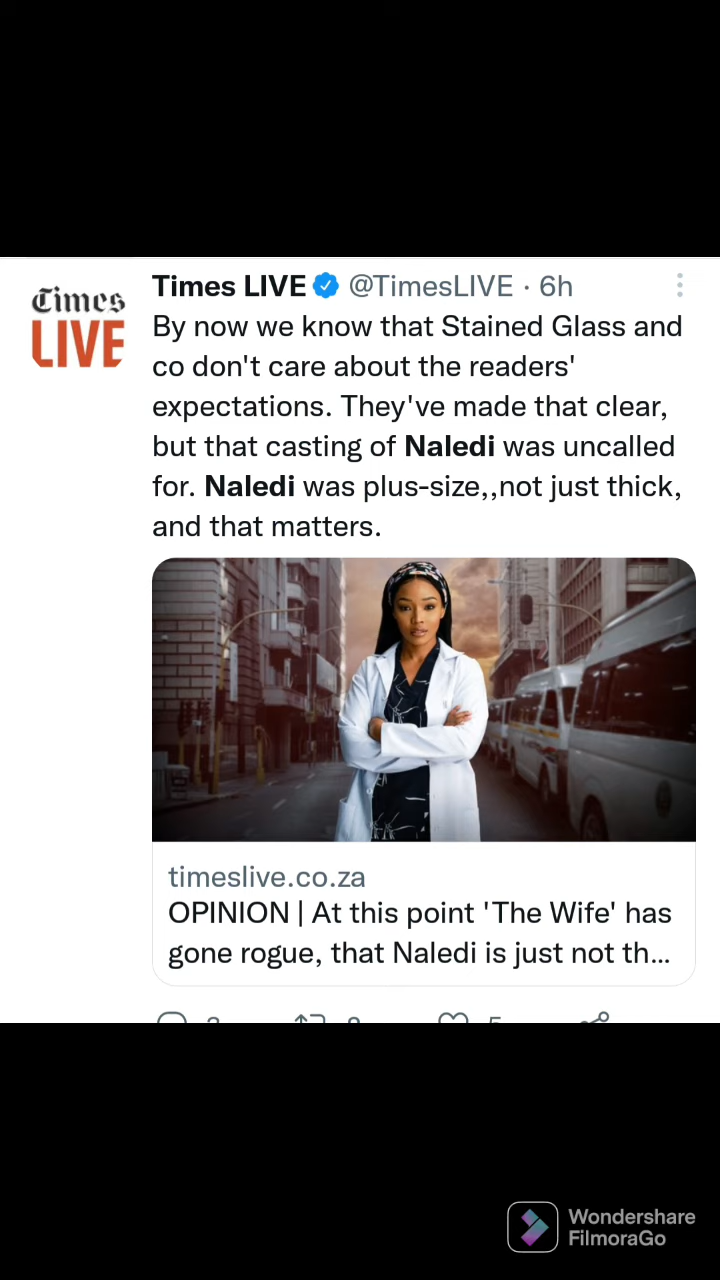 Times LIVE @TimesLIVE · 6h
Times
LIVE
By now we know that Stained Glass and
co don't care about the readers'
expectations. They've made that clear,
but that casting of Naledi was uncalled
for. Naledi was plus-size,,not just thick,
and that matters.
timeslive.co.za
OPINION | At this point 'The Wife' has
gone rogue, that Naledi is just not th...
Wondershare
FilmoraGo